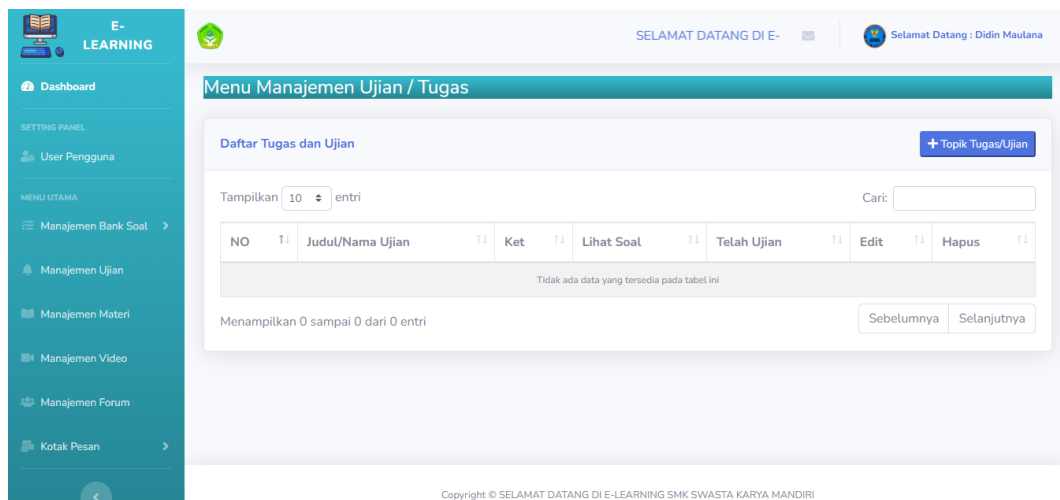 E-
LEARNING
Dashboard
SETTING PANEL
User Pengguna
MENU UTAMA
Manajemen Bank Soal
Manajemen Ujian
Manajemen Materi
Manajemen Video
Manajemen Forum
Kotak Pesan
SELAMAT DATANG DI E-
Selamat Datang : Didin Maulana
Menu Manajemen Ujian / Tugas
Daftar Tugas dan Ujian
+ Topik Tugas/Ujian
Tampilkan 10 entri
Cari:
NO Judul/Nama Ujian Ket Lihat Soal Telah Ujian Edit Hapus
Tidak ada data yang tersedia pada tabel ini
Menampilkan 0 sampai 0 dari 0 entri
Sebelumnya Selanjutnya
Copyright © SELAMAT DATANG DI E-LEARNING SMK SWASTA KARYA MANDIRI